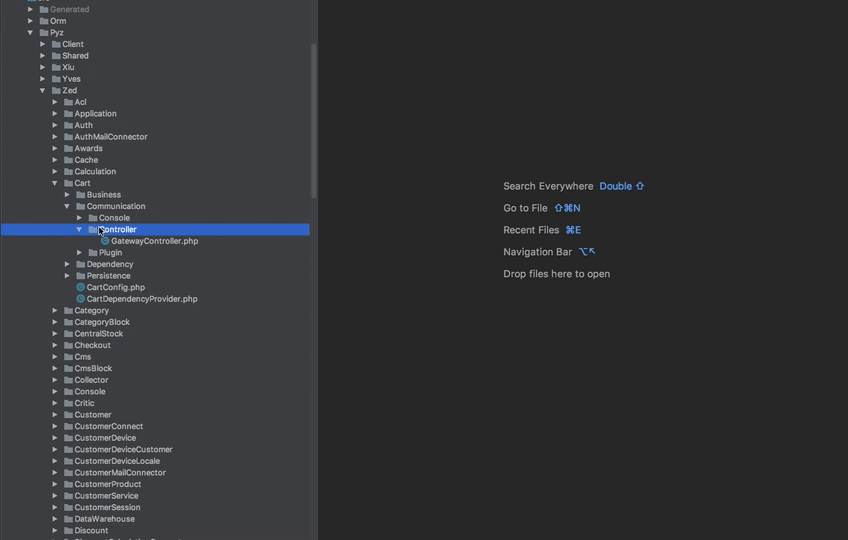 Generated
Orm
Pyz
Client
Shared
Xiu
Yves
Zed
Acl
Application
Auth
AuthMailConnector
Awards
Cache
Calculation
Cart
Business
Communication
Console
Controller
GatewayController.php
Plugin
Dependency
Persistence
CartConfig.php
CartDependencyProvider.php
Category
CategoryBlock
CentralStock
Checkout
Cms
CmsBlock
Collector
Console
Critic
Customer
CustomerConnect
CustomerDevice
CustomerDeviceCustomer
CustomerDeviceLocale
CustomerMailConnector
CustomerProduct
CustomerService
CustomerSession
DataWarehouse
Discount
Search Everywhere Double ⇧
Go to File ⇧⌘N
Recent Files ⌘E
Navigation Bar ⌥↖
Drop files here to open